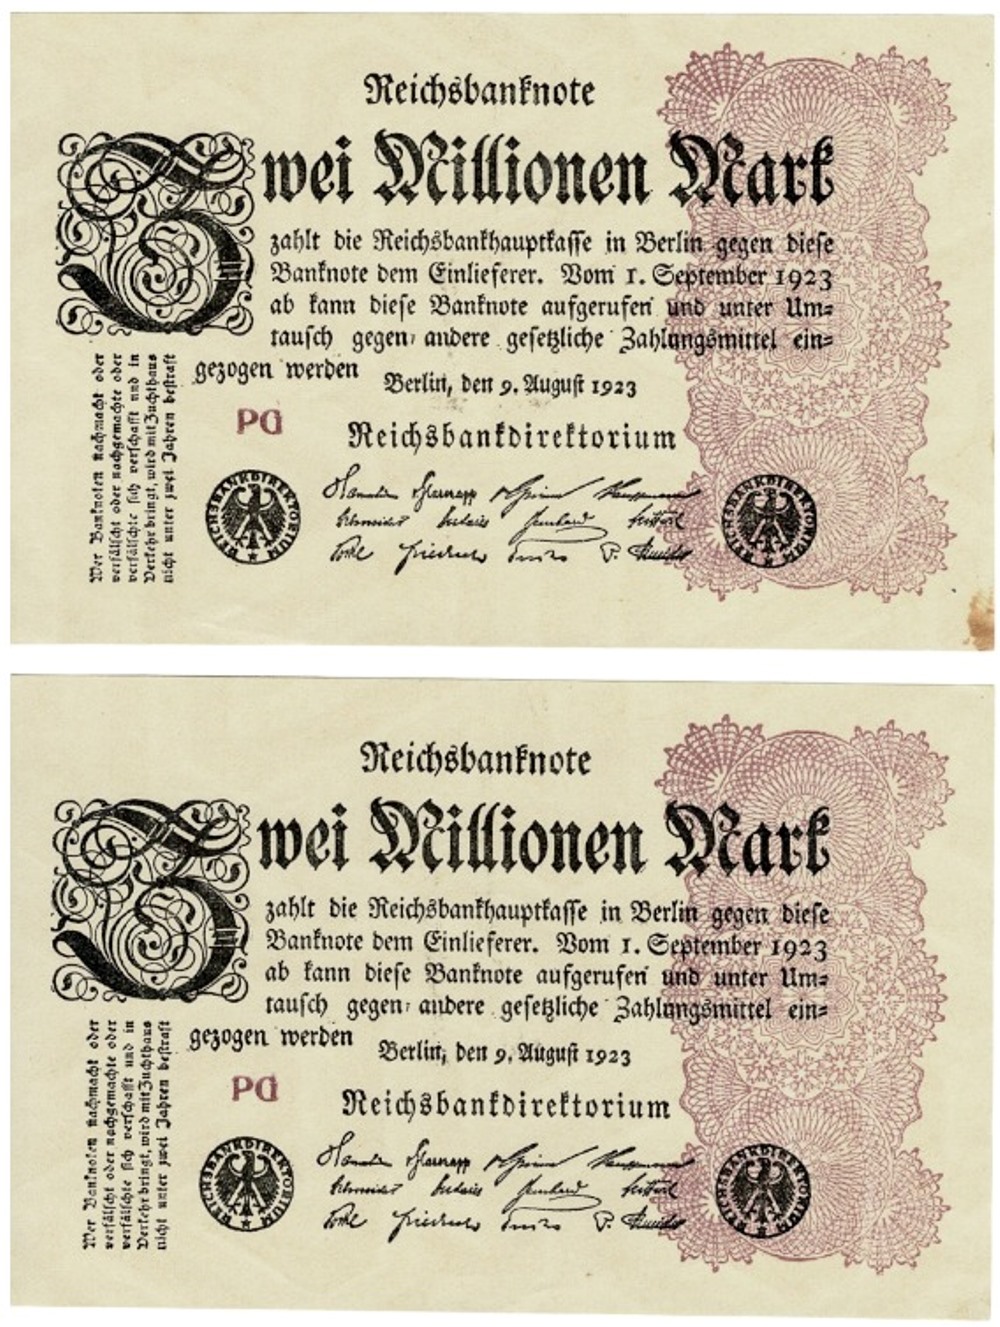 Reichsbanknote
Zwei Millionen Mark
zahlt die Reichsbankhauptkasse in Berlin gegen diese
Banknote dem Einlieferer. Vom 1. September 1923
ab kann diese Banknote aufgerufen und unter Um=
tausch gegen andere gesetzliche Zahlungsmittel ein=
gezogen werden
Berlin, den 9. August 1923
PD
Reichsbankdirektorium
REICHSBANKDIREKTORIUM
REICHSBANKDIREKTORIUM
Wer Banknoten nachmacht oder
verfälscht oder nachgemachte oder
verfälschte sich verschafft und in
Verkehr bringt, wird mit Zuchthaus
nicht unter zwei Jahren bestraft
Reichsbanknote
Zwei Millionen Mark
zahlt die Reichsbankhauptkasse in Berlin gegen diese
Banknote dem Einlieferer. Vom 1. September 1923
ab kann diese Banknote aufgerufen und unter Um=
tausch gegen andere gesetzliche Zahlungsmittel ein=
gezogen werden
Berlin, den 9. August 1923
PD
Reichsbankdirektorium
REICHSBANKDIREKTORIUM
REICHSBANKDIREKTORIUM
Wer Banknoten nachmacht oder
verfälscht oder nachgemachte oder
verfälschte sich verschafft und in
Verkehr bringt, wird mit Zuchthaus
nicht unter zwei Jahren bestraft